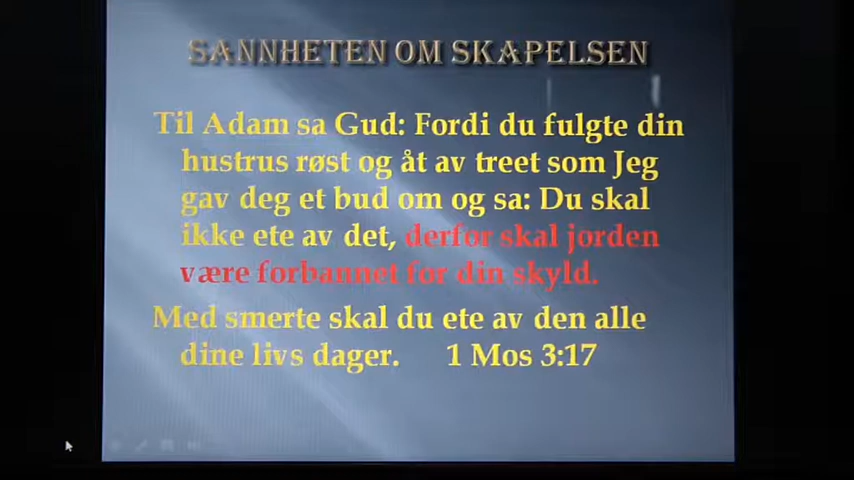 SANNHETEN OM SKAPELSEN
Til Adam sa Gud: Fordi du fulgte din
hustrus røst og åt av treet som Jeg
gav deg et bud om og sa: Du skal
ikke ete av det, derfor skal jorden
være forbannet for din skyld.
Med smerte skal du ete av den alle
dine livs dager. 1 Mos 3:17